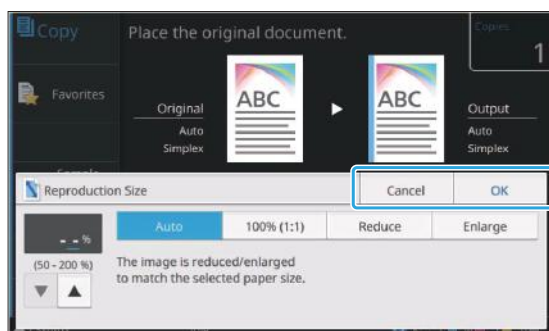 Copy
Place the original document.
Copies
1
Favorites
Original
ABC
ABC
Output
Auto
Simplex
Auto
Simplex
Reproduction Size
Cancel
OK
- - %
Auto
100% (1:1)
Reduce
Enlarge
(50 - 200 %)
The image is reduced/enlarged
to match the selected paper size.